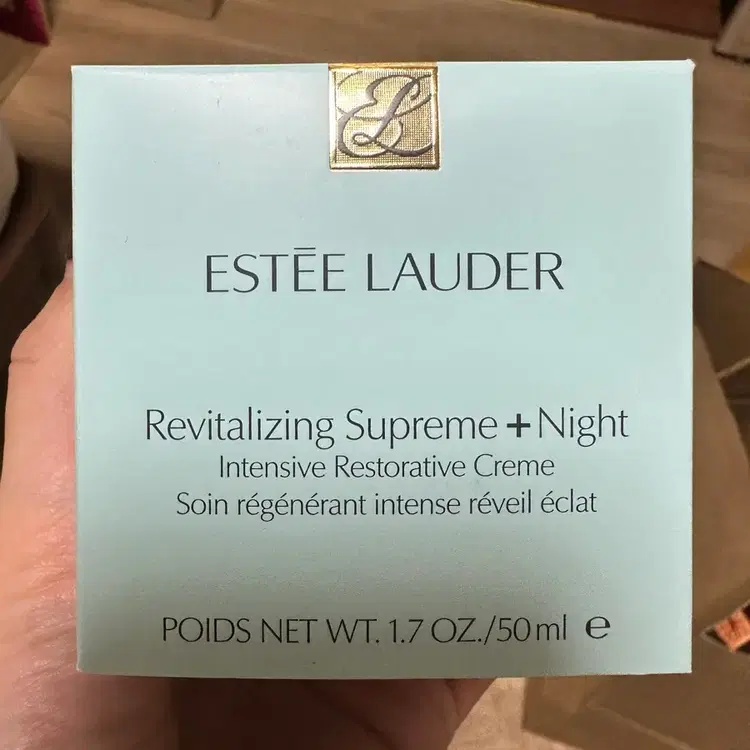 EL
ESTĒE LAUDER
Revitalizing Supreme + Night
Intensive Restorative Creme
Soin régénérant intense réveil éclat
POIDS NET WT. 1.7 OZ./50 ml ℮